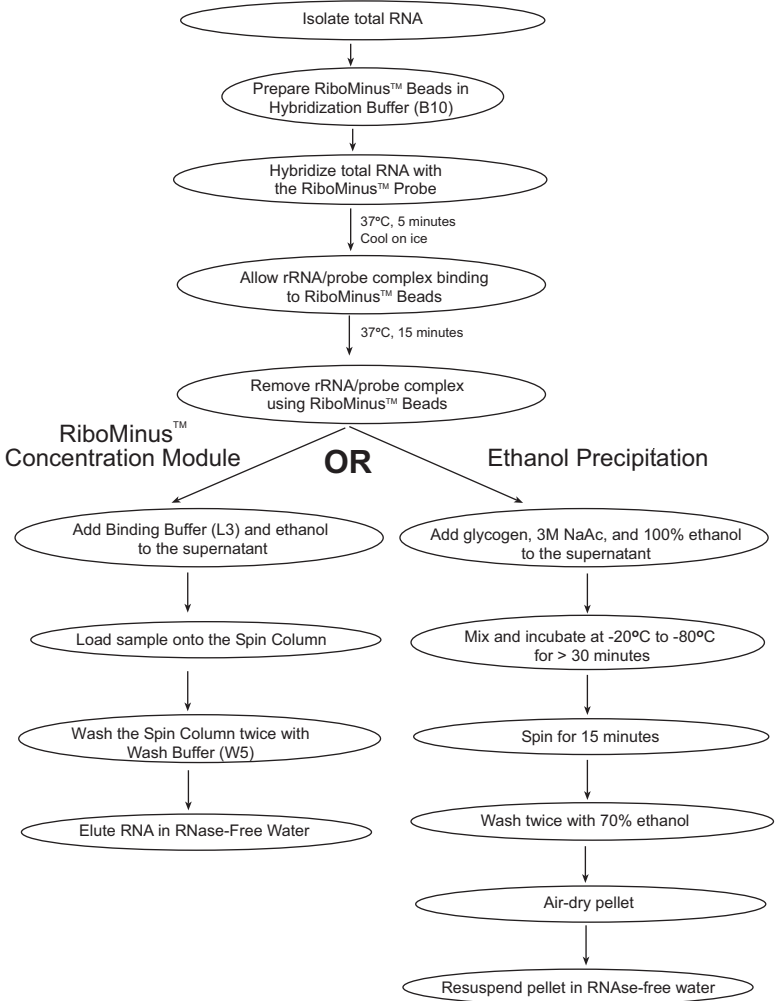 Isolate total RNA
Prepare RiboMinus™ Beads in
Hybridization Buffer (B10)
Hybridize total RNA with
the RiboMinus™ Probe
37ºC, 5 minutes
Cool on ice
Allow rRNA/probe complex binding
to RiboMinus™ Beads
37ºC, 15 minutes
Remove rRNA/probe complex
using RiboMinus™ Beads
RiboMinus™
Concentration Module
OR
Ethanol Precipitation
Add Binding Buffer (L3) and ethanol
to the supernatant
Load sample onto the Spin Column
Wash the Spin Column twice with
Wash Buffer (W5)
Elute RNA in RNase-Free Water
Add glycogen, 3M NaAc, and 100% ethanol
to the supernatant
Mix and incubate at -20ºC to -80ºC
for > 30 minutes
Spin for 15 minutes
Wash twice with 70% ethanol
Air-dry pellet
Resuspend pellet in RNAse-free water